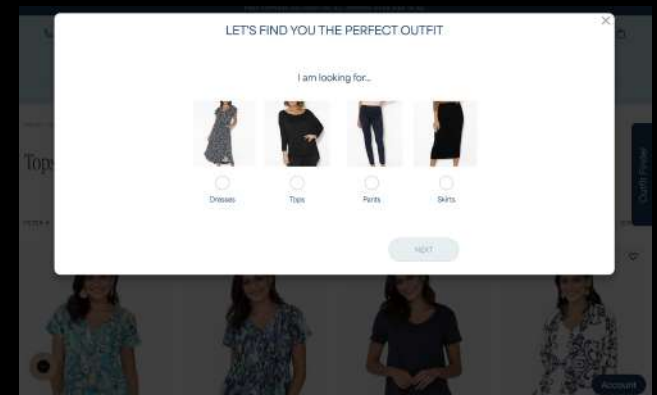 LET'S FIND YOU THE PERFECT OUTFIT
I am looking for...
Dresses
Tops
Pants
Skirts
NEXT
Tops
Outfit Finder
Account